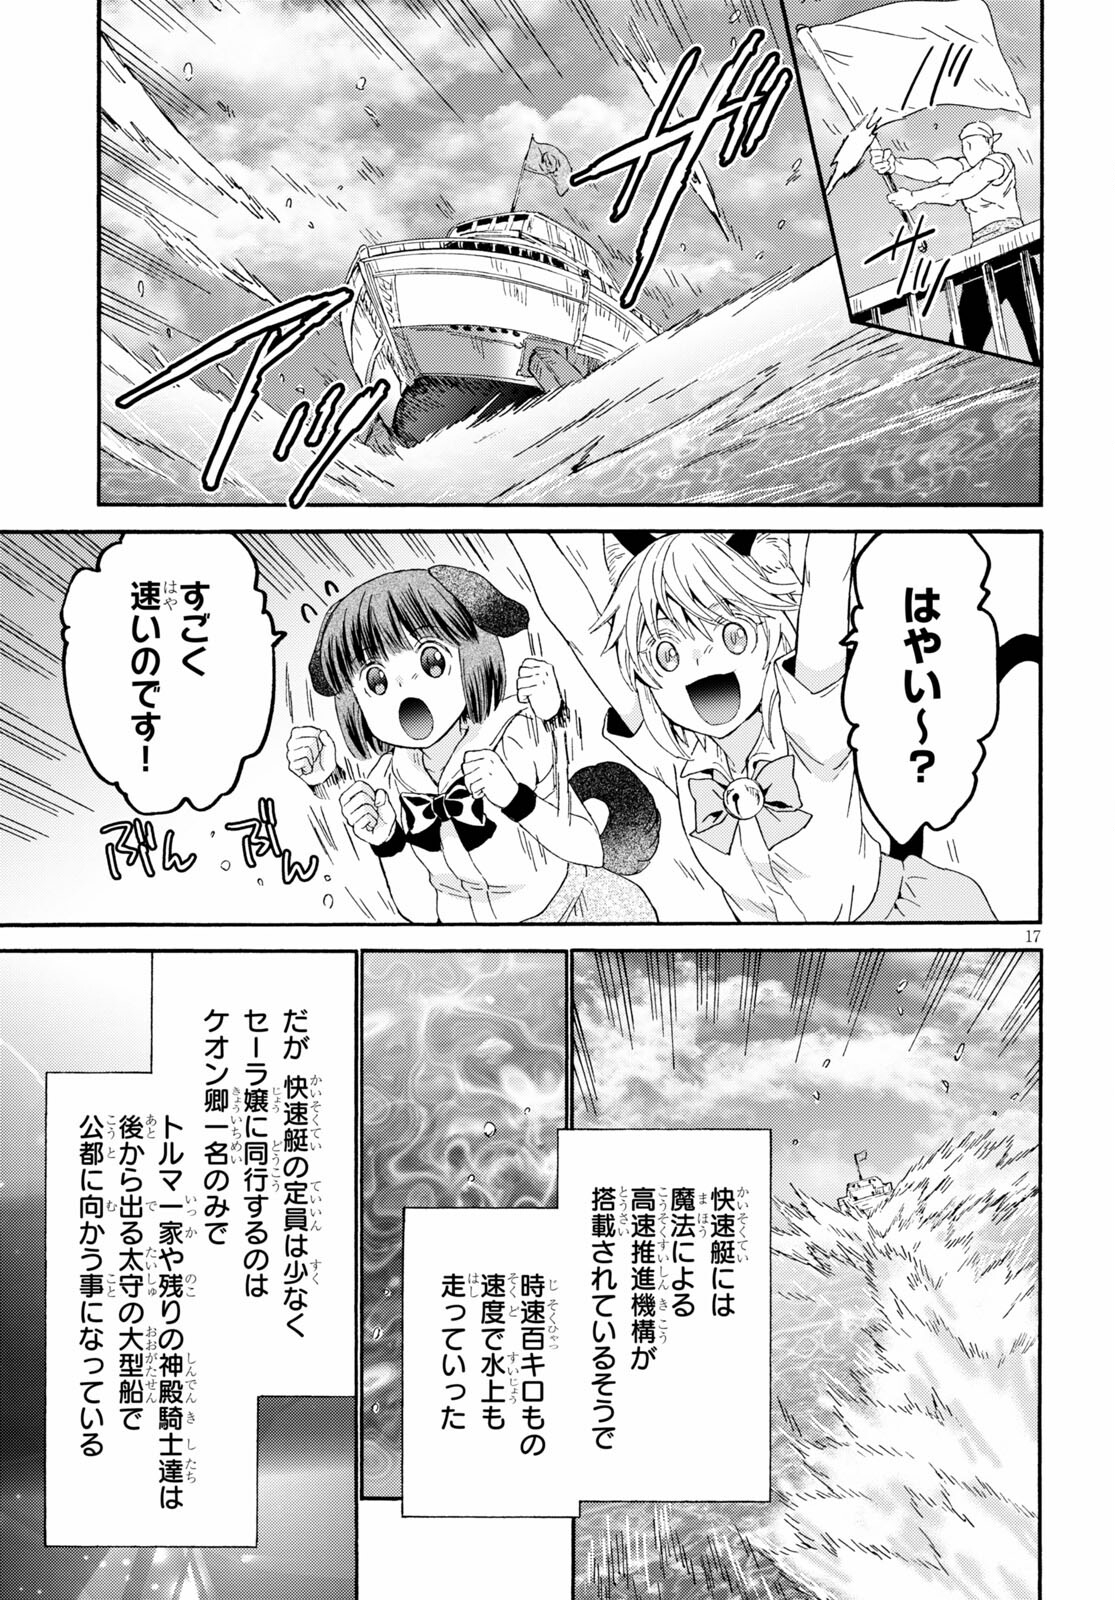 バッ
ザザアアッ
はやい〜？
すごく
速いのです！
ぶんぶん
17
快速艇には
魔法による
高速推進機構が
搭載されているそうで
時速百キロもの
速度で水上も
走っていった
だが 快速艇の定員は少なく
セーラ嬢に同行するのは
ケオン卿一名のみで
トルマ一家や残りの神殿騎士達は
後から出る太守の大型船で
公都に向かう事になっている